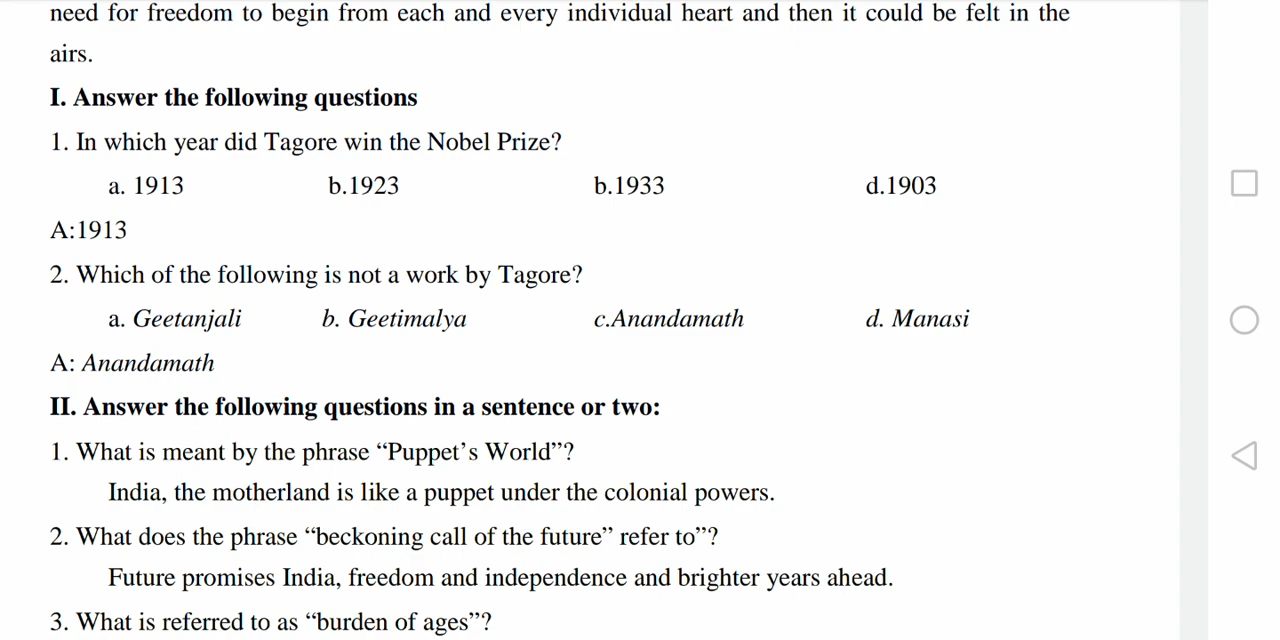 need for freedom to begin from each and every individual heart and then it could be felt in the
airs.
I. Answer the following questions
1. In which year did Tagore win the Nobel Prize?
a. 1913 b.1923 b.1933 d.1903
A:1913
2. Which of the following is not a work by Tagore?
a. Geetanjali b. Geetimalya c.Anandamath d. Manasi
A: Anandamath
II. Answer the following questions in a sentence or two:
1. What is meant by the phrase “Puppet’s World”?
India, the motherland is like a puppet under the colonial powers.
2. What does the phrase “beckoning call of the future” refer to”?
Future promises India, freedom and independence and brighter years ahead.
3. What is referred to as “burden of ages”?